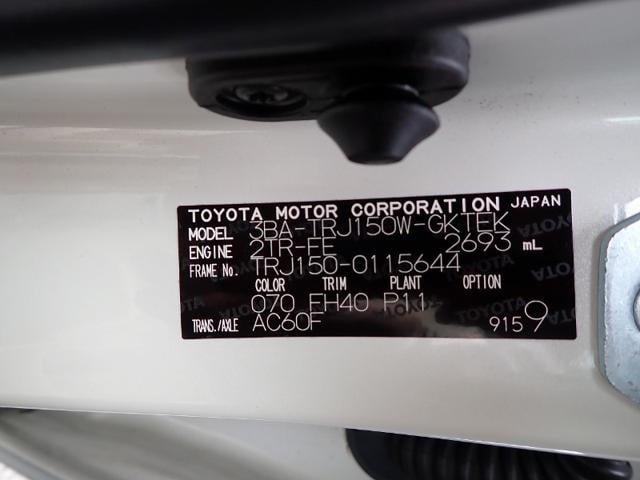 TOYOTA MOTOR CORPORATION JAPAN
MODEL 3BA-TRJ150W-GKTEK
ENGINE 2TR-FE 2693 mL
FRAME No. TRJ150-0115644
COLOR TRIM PLANT OPTION
070 FH40 P11
TRANS./AXLE AC60F 9159